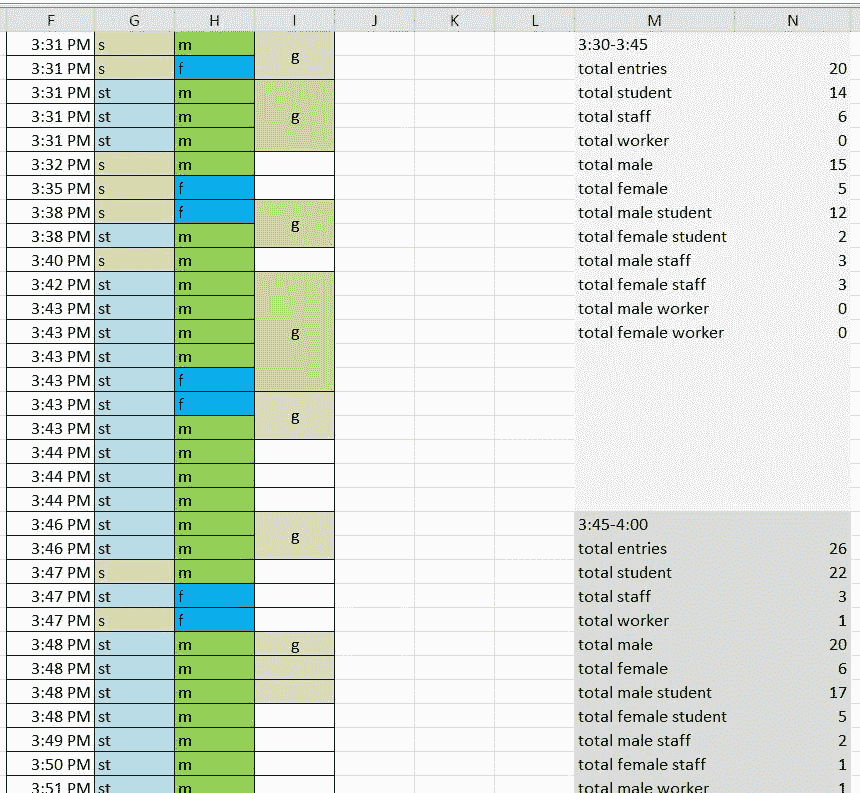 F G H I J K L M N
3:31 PM s m g 3:30-3:45
3:31 PM s f total entries 20
3:31 PM st m total student 14
3:31 PM st m g total staff 6
3:31 PM st m total worker 0
3:32 PM s m total male 15
3:35 PM s f total female 5
3:38 PM s f g total male student 12
3:38 PM st m total female student 2
3:40 PM s m total male staff 3
3:42 PM st m total female staff 3
3:43 PM st m total male worker 0
3:43 PM st m g total female worker 0
3:43 PM st m
3:43 PM st f
3:43 PM st f g
3:43 PM st m
3:44 PM st m
3:44 PM st m
3:44 PM st m
3:46 PM st m g 3:45-4:00
3:46 PM st m total entries 26
3:47 PM s m total student 22
3:47 PM st f total staff 3
3:47 PM s f total worker 1
3:48 PM st m g total male 20
3:48 PM st m total female 6
3:48 PM st m total male student 17
3:48 PM st m total female student 5
3:49 PM st m total male staff 2
3:50 PM st m total female staff 1
3:51 PM st m total male worker 1